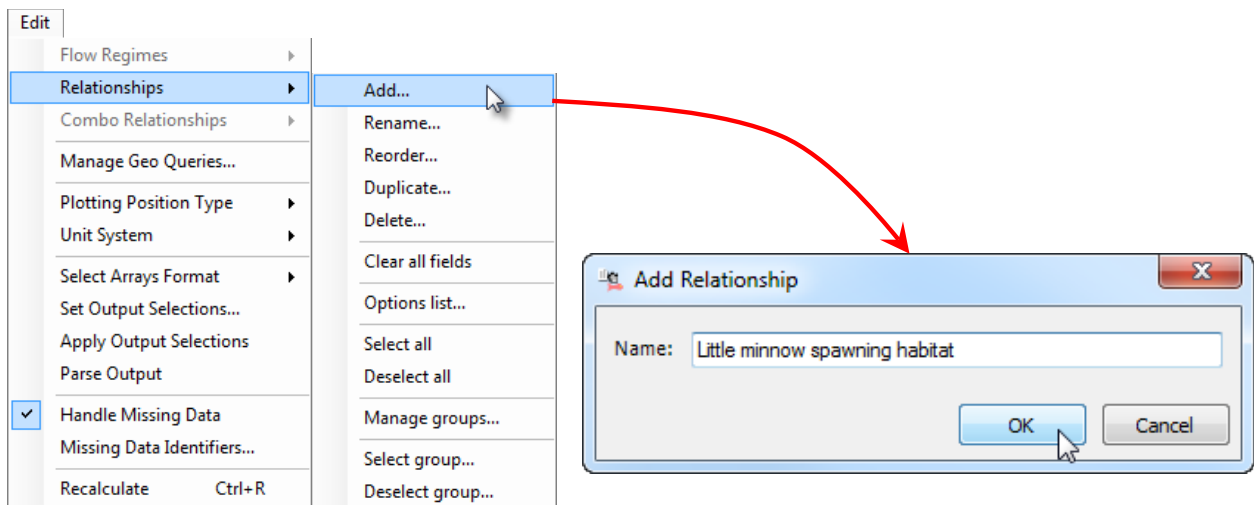 Edit
Flow Regimes
Relationships
Combo Relationships
Manage Geo Queries...
Plotting Position Type
Unit System
Select Arrays Format
Set Output Selections...
Apply Output Selections
Parse Output
Handle Missing Data
Missing Data Identifiers...
Recalculate Ctrl+R
Add...
Rename...
Reorder...
Duplicate...
Delete...
Clear all fields
Options list...
Select all
Deselect all
Manage groups...
Select group...
Deselect group...
Add Relationship
Name: Little minnow spawning habitat
OK Cancel